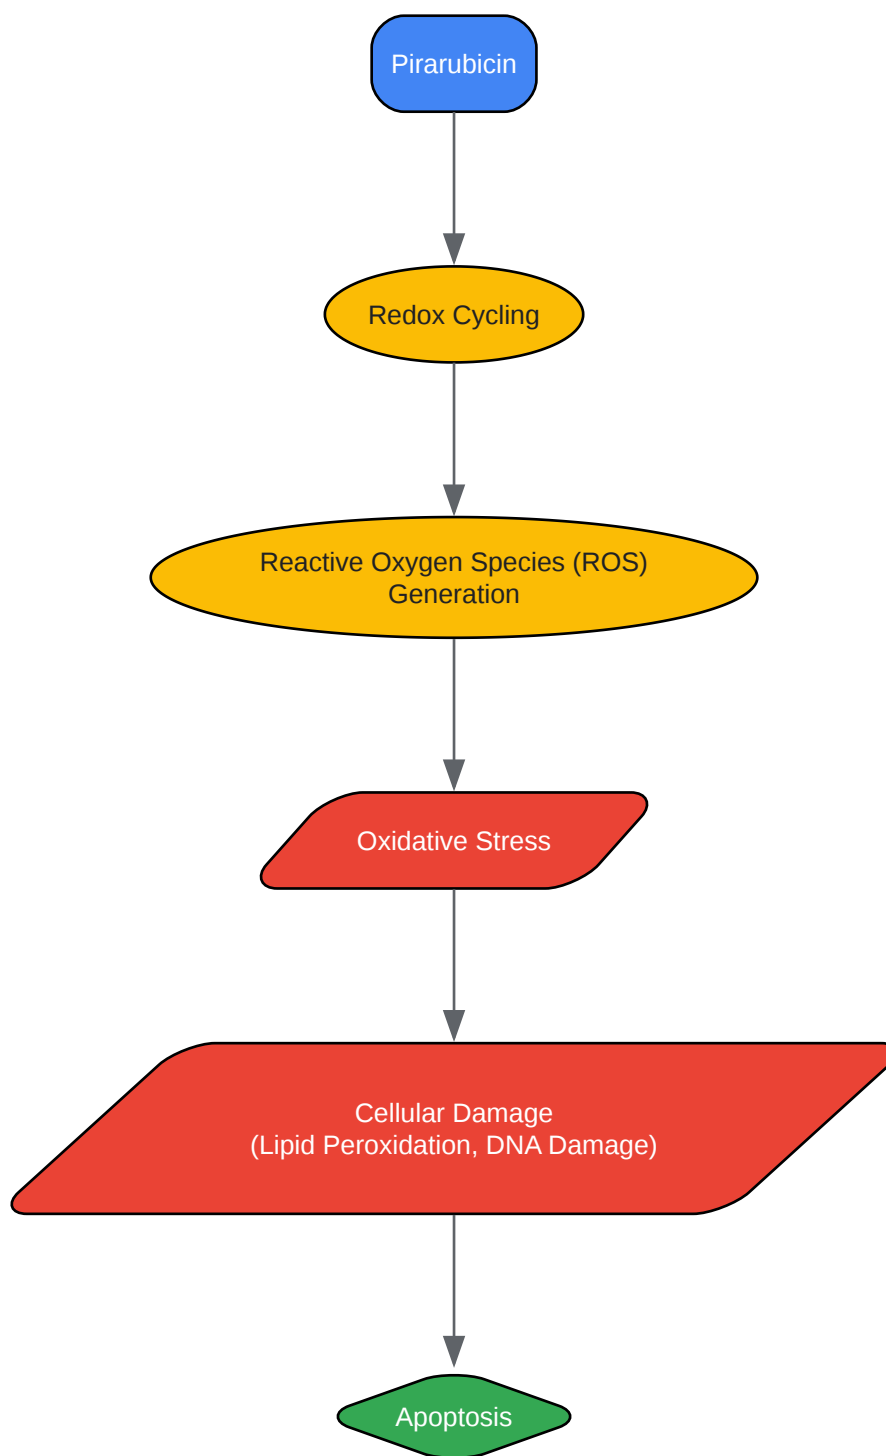 Pirarubicin
Redox Cycling
Reactive Oxygen Species (ROS)
Generation
Oxidative Stress
Cellular Damage
(Lipid Peroxidation, DNA Damage)
Apoptosis